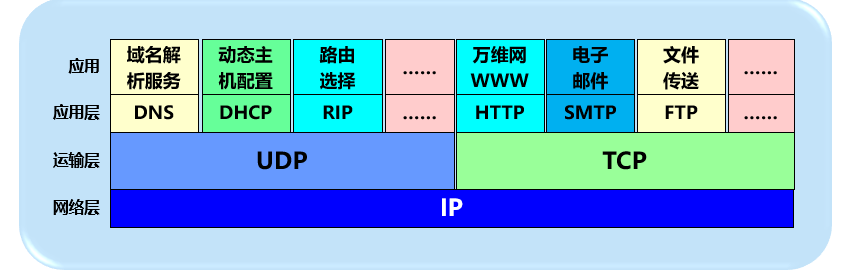 应用
域名解
析服务
动态主
机配置
路由
选择
......
万维网
WWW
电子
邮件
文件
传送
......
应用层
DNS
DHCP
RIP
......
HTTP
SMTP
FTP
......
运输层
UDP
TCP
网络层
IP